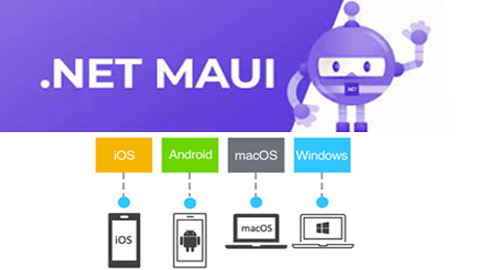 .NET MAUI
.NET
iOS
Android
macOS
Windows
iOS
macOS